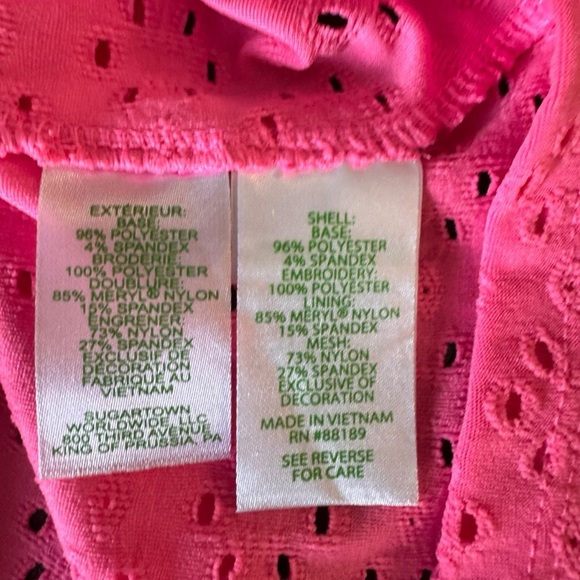 EXTÉRIEUR:
BASE:
96% POLYESTER
4% SPANDEX
BRODERIE:
100% POLYESTER
DOUBLURE:
85% MERYL® NYLON
15% SPANDEX
ENGRENER
73% NYLON
27% SPANDEX
EXCLUSIF DE
DÉCORATION
FABRIQUÉ AU
VIETNAM
SUGARTOWN
WORLDWIDE, LLC
800 THIRD AVENUE
KING OF PRUSSIA, PA
SHELL:
BASE:
96% POLYESTER
4% SPANDEX
EMBROIDERY:
100% POLYESTER
LINING:
85% MERYL® NYLON
15% SPANDEX
MESH:
73% NYLON
27% SPANDEX
EXCLUSIVE OF
DECORATION
MADE IN VIETNAM
RN #88189
SEE REVERSE
FOR CARE